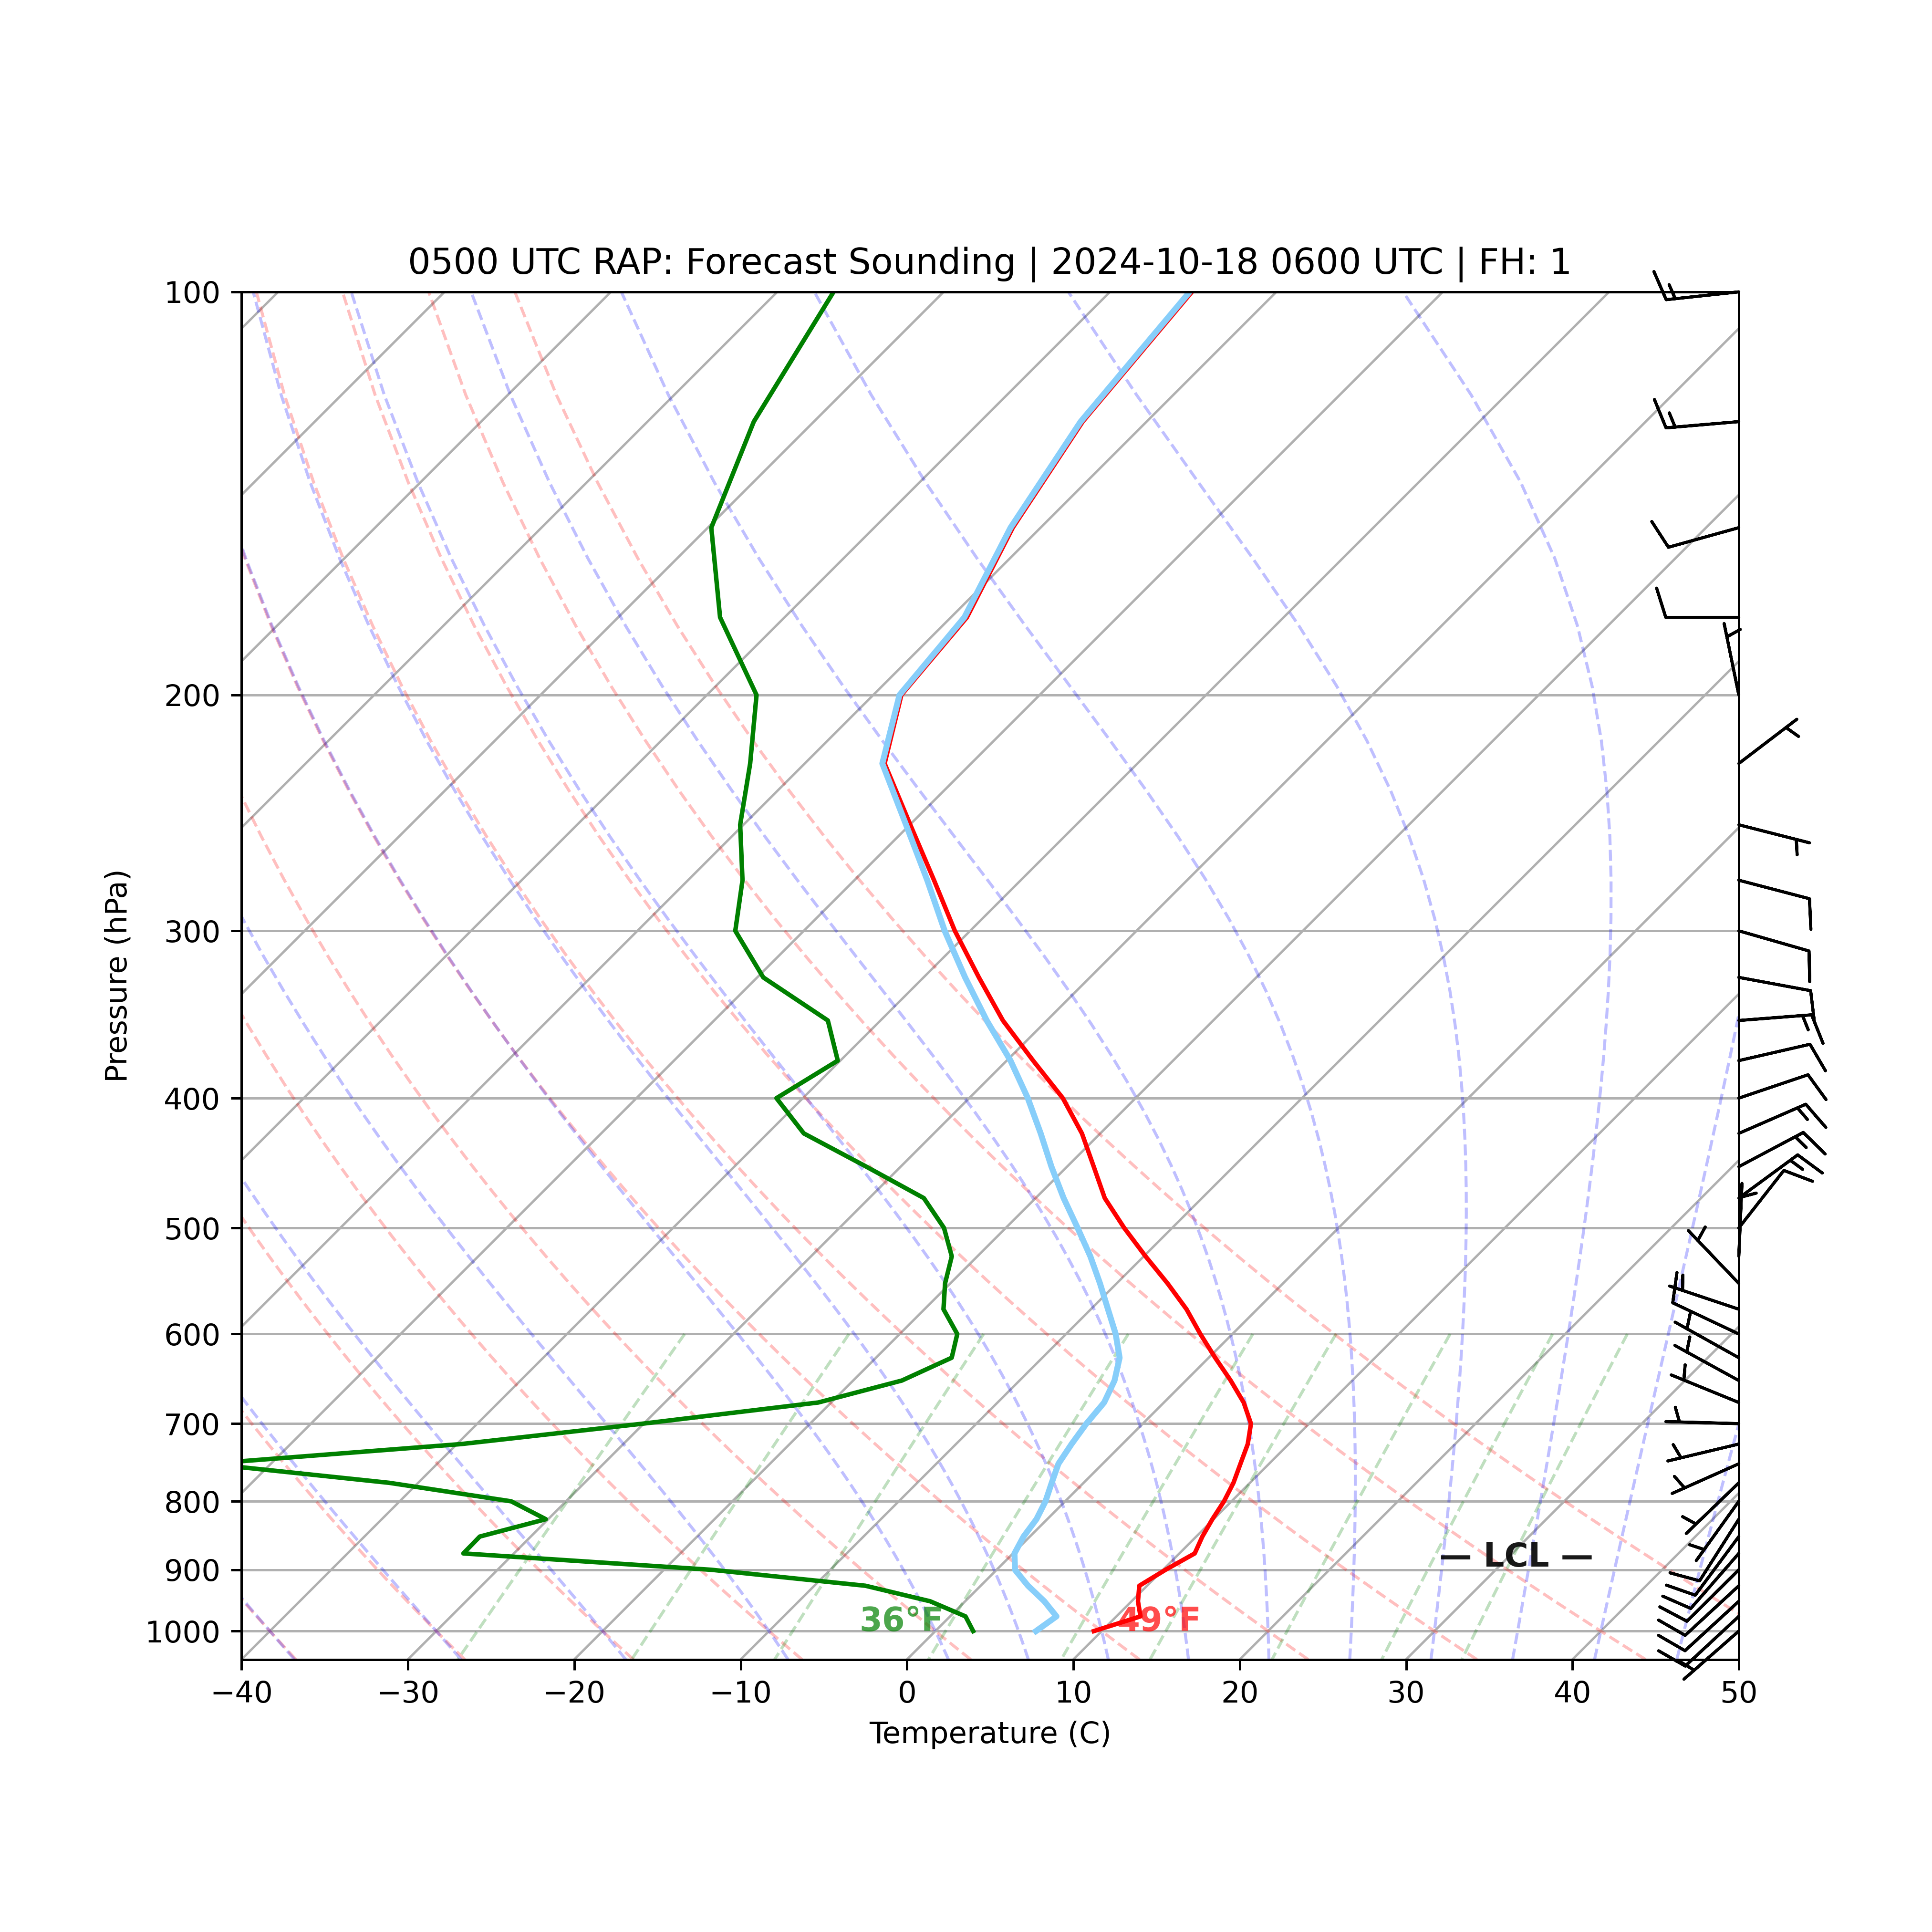 0500 UTC RAP: Forecast Sounding | 2024-10-18 0600 UTC | FH: 1
100
200
300
400
500
600
700
800
900
1000
Pressure (hPa)
— LCL —
36°F
49°F
−40 −30 −20 −10 0 10 20 30 40 50
Temperature (C)